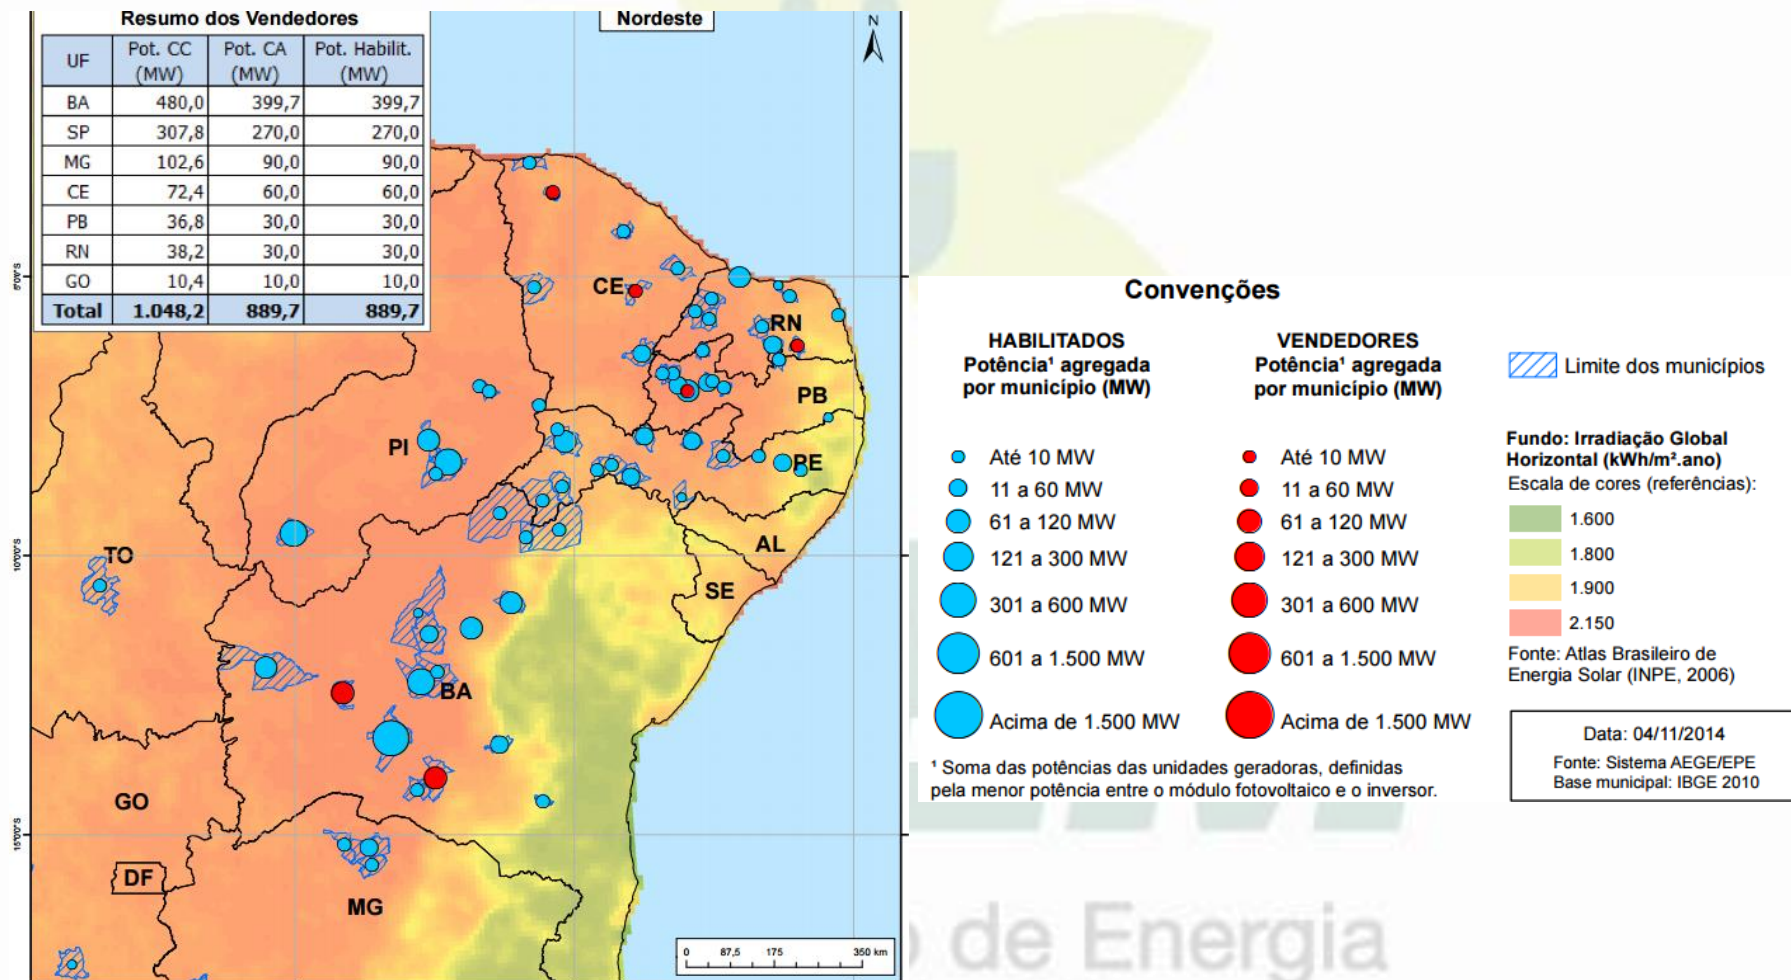 Resumo dos Vendedores
UF Pot. CC (MW) Pot. CA (MW) Pot. Habilit. (MW)
BA 480,0 399,7 399,7
SP 307,8 270,0 270,0
MG 102,6 90,0 90,0
CE 72,4 60,0 60,0
PB 36,8 30,0 30,0
RN 38,2 30,0 30,0
GO 10,4 10,0 10,0
Total 1.048,2 889,7 889,7
Nordeste
N
5°0'0"S
10°0'0"S
15°0'0"S
CE
RN
PB
PI
PE
AL
SE
TO
BA
GO
DF
MG
0 87,5 175 350 km
Convenções
HABILITADOS
Potência¹ agregada
por município (MW)
Até 10 MW
11 a 60 MW
61 a 120 MW
121 a 300 MW
301 a 600 MW
601 a 1.500 MW
Acima de 1.500 MW
VENDEDORES
Potência¹ agregada
por município (MW)
Até 10 MW
11 a 60 MW
61 a 120 MW
121 a 300 MW
301 a 600 MW
601 a 1.500 MW
Acima de 1.500 MW
¹ Soma das potências das unidades geradoras, definidas
pela menor potência entre o módulo fotovoltaico e o inversor.
Limite dos municípios
Fundo: Irradiação Global
Horizontal (kWh/m².ano)
Escala de cores (referências):
1.600
1.800
1.900
2.150
Fonte: Atlas Brasileiro de
Energia Solar (INPE, 2006)
Data: 04/11/2014
Fonte: Sistema AEGE/EPE
Base municipal: IBGE 2010
de Energia